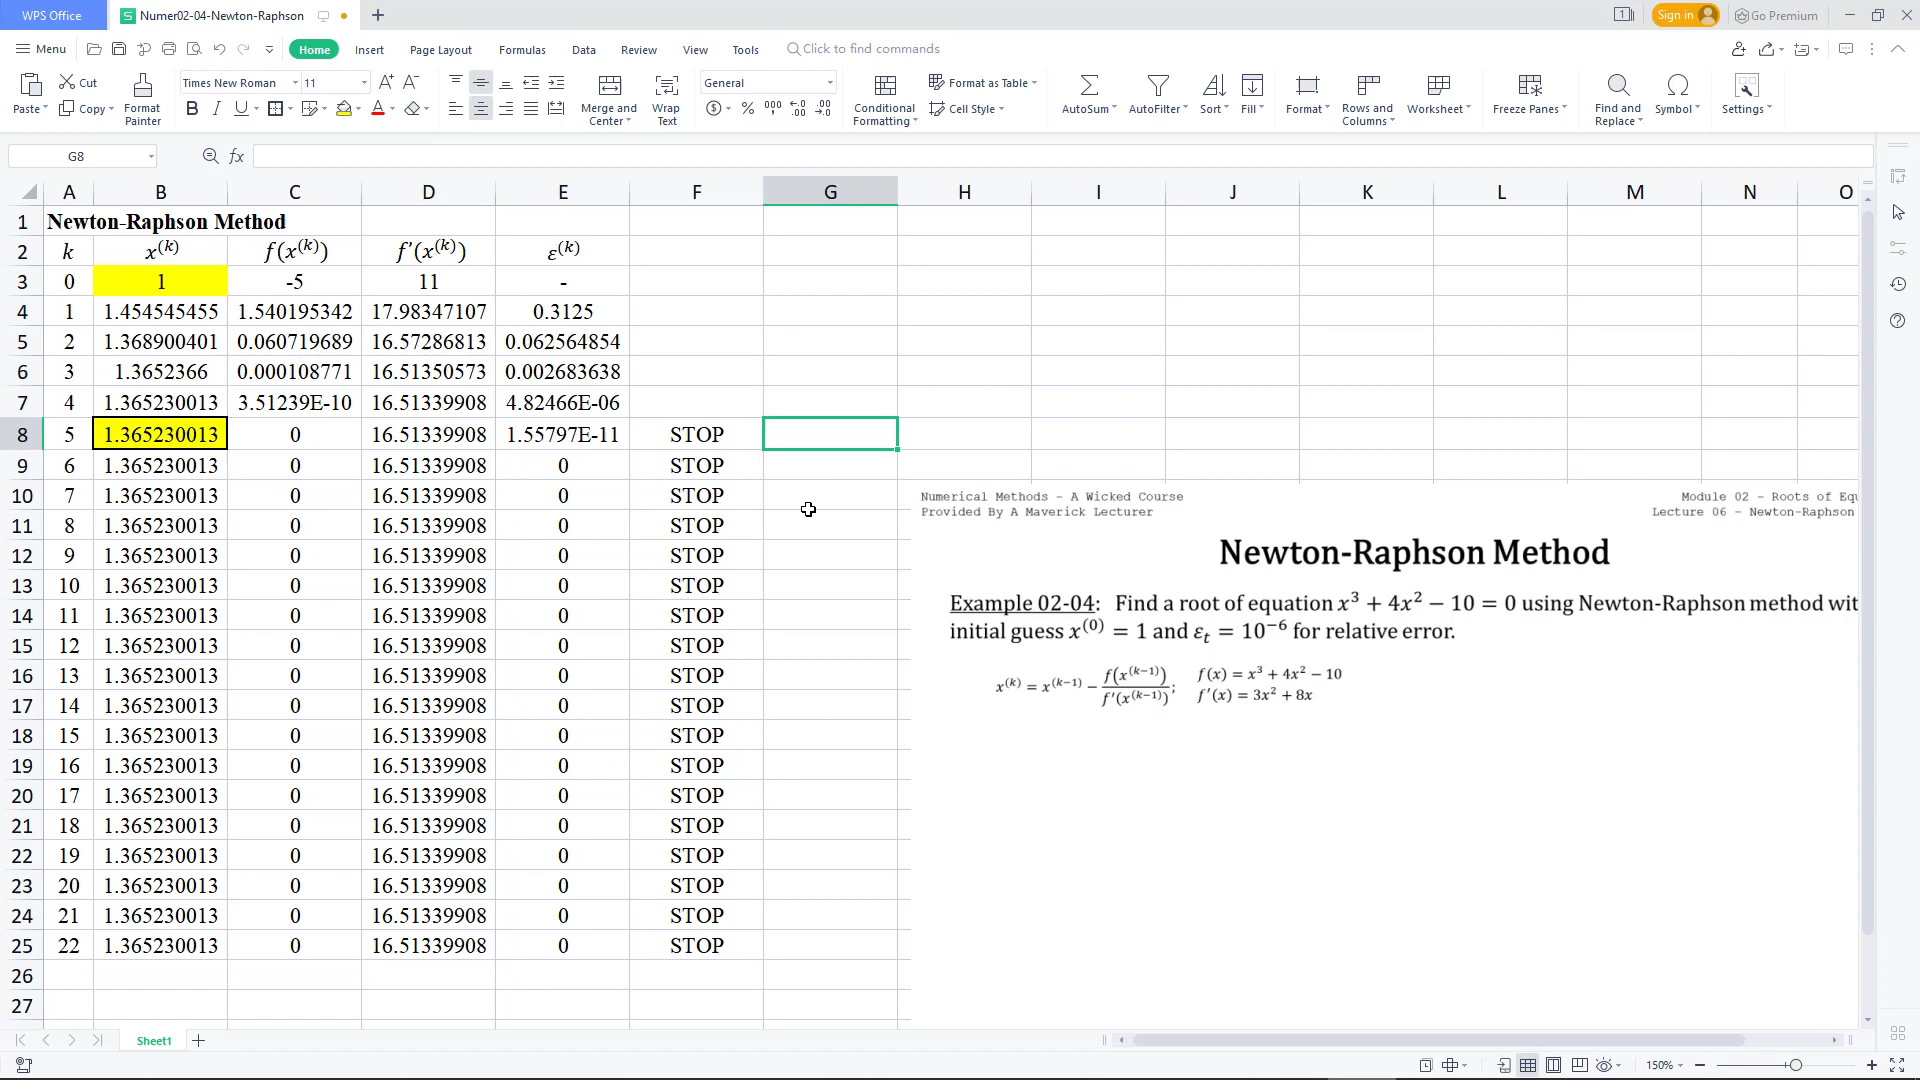 WPS Office
Numer02-04-Newton-Raphson
Sign in
Go Premium
Menu
Home
Insert
Page Layout
Formulas
Data
Review
View
Tools
Click to find commands
Paste
Cut
Copy
Format Painter
Times New Roman
11
Merge and Center
Wrap Text
General
Conditional Formatting
Format as Table
Cell Style
AutoSum
AutoFilter
Sort
Fill
Format
Rows and Columns
Worksheet
Freeze Panes
Find and Replace
Symbol
Settings
G8
fx
A B C D E F G H I J K L M N O
1 Newton-Raphson Method
2 k x^(k) f(x^(k)) f'(x^(k)) ε^(k)
3 0 1 -5 11 -
4 1 1.454545455 1.540195342 17.98347107 0.3125
5 2 1.368900401 0.060719689 16.57286813 0.062564854
6 3 1.3652366 0.000108771 16.51350573 0.002683638
7 4 1.365230013 3.51239E-10 16.51339908 4.82466E-06
8 5 1.365230013 0 16.51339908 1.55797E-11 STOP
9 6 1.365230013 0 16.51339908 0 STOP
10 7 1.365230013 0 16.51339908 0 STOP
11 8 1.365230013 0 16.51339908 0 STOP
12 9 1.365230013 0 16.51339908 0 STOP
13 10 1.365230013 0 16.51339908 0 STOP
14 11 1.365230013 0 16.51339908 0 STOP
15 12 1.365230013 0 16.51339908 0 STOP
16 13 1.365230013 0 16.51339908 0 STOP
17 14 1.365230013 0 16.51339908 0 STOP
18 15 1.365230013 0 16.51339908 0 STOP
19 16 1.365230013 0 16.51339908 0 STOP
20 17 1.365230013 0 16.51339908 0 STOP
21 18 1.365230013 0 16.51339908 0 STOP
22 19 1.365230013 0 16.51339908 0 STOP
23 20 1.365230013 0 16.51339908 0 STOP
24 21 1.365230013 0 16.51339908 0 STOP
25 22 1.365230013 0 16.51339908 0 STOP
26
27
Numerical Methods - A Wicked Course
Provided By A Maverick Lecturer
Module 02 - Roots of Equ
Lecture 06 - Newton-Raphson
Newton-Raphson Method
Example 02-04: Find a root of equation x³ + 4x² − 10 = 0 using Newton-Raphson method wit
initial guess x^(0) = 1 and ε_t = 10⁻⁶ for relative error.
x^(k) = x^(k−1) − f(x^(k−1)) / f'(x^(k−1)); f(x) = x³ + 4x² − 10
f'(x) = 3x² + 8x
Sheet1
150%